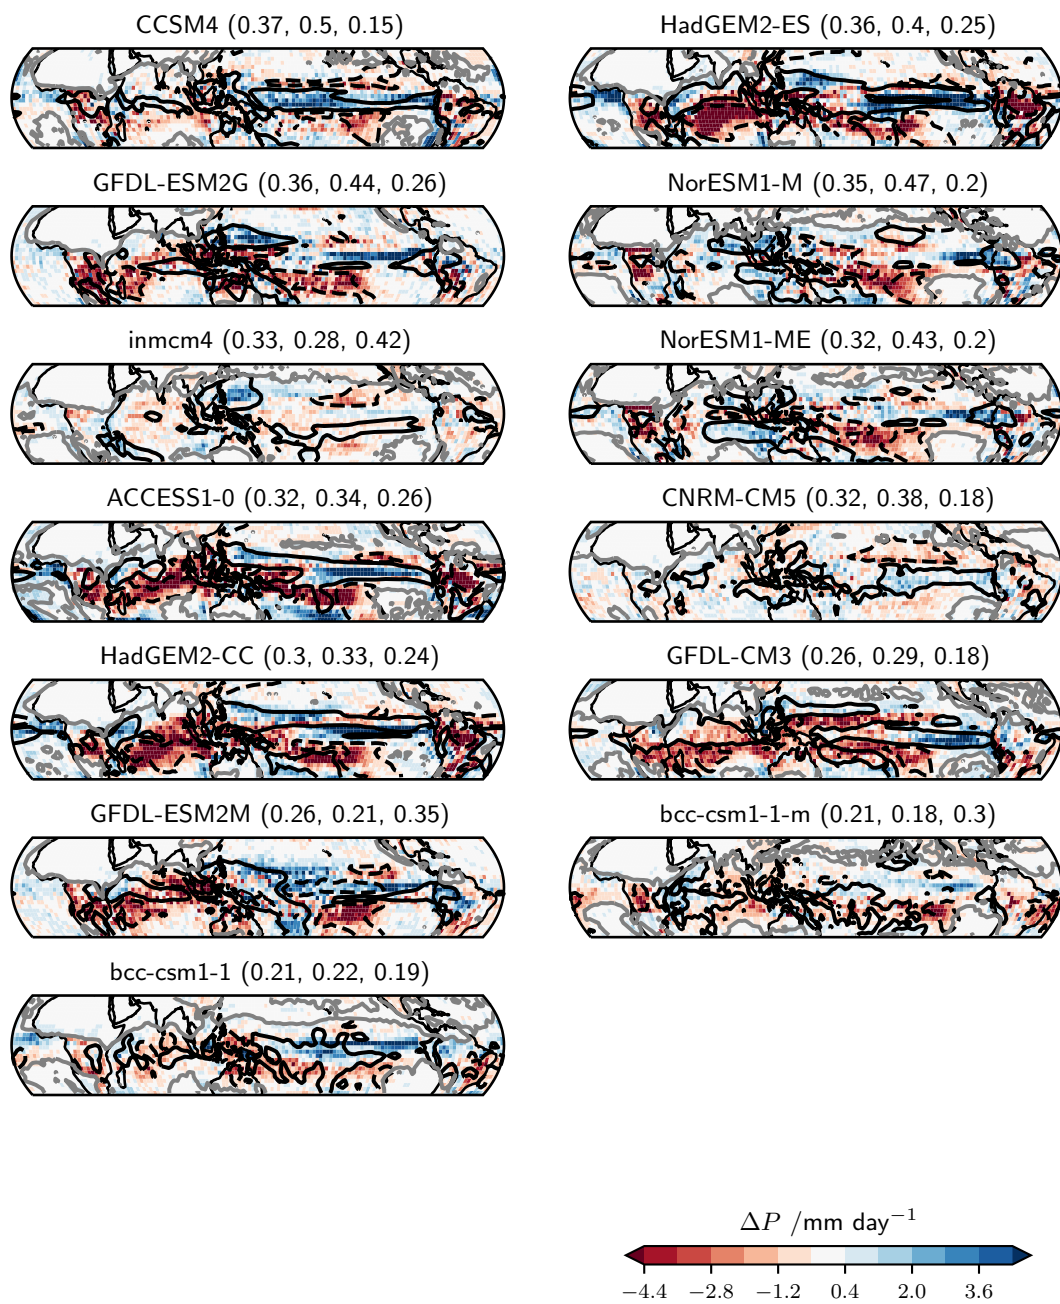 CCSM4 (0.37, 0.5, 0.15)
HadGEM2-ES (0.36, 0.4, 0.25)
GFDL-ESM2G (0.36, 0.44, 0.26)
NorESM1-M (0.35, 0.47, 0.2)
inmcm4 (0.33, 0.28, 0.42)
NorESM1-ME (0.32, 0.43, 0.2)
ACCESS1-0 (0.32, 0.34, 0.26)
CNRM-CM5 (0.32, 0.38, 0.18)
HadGEM2-CC (0.3, 0.33, 0.24)
GFDL-CM3 (0.26, 0.29, 0.18)
GFDL-ESM2M (0.26, 0.21, 0.35)
bcc-csm1-1-m (0.21, 0.18, 0.3)
bcc-csm1-1 (0.21, 0.22, 0.19)
ΔP /mm day⁻¹
−4.4 −2.8 −1.2 0.4 2.0 3.6